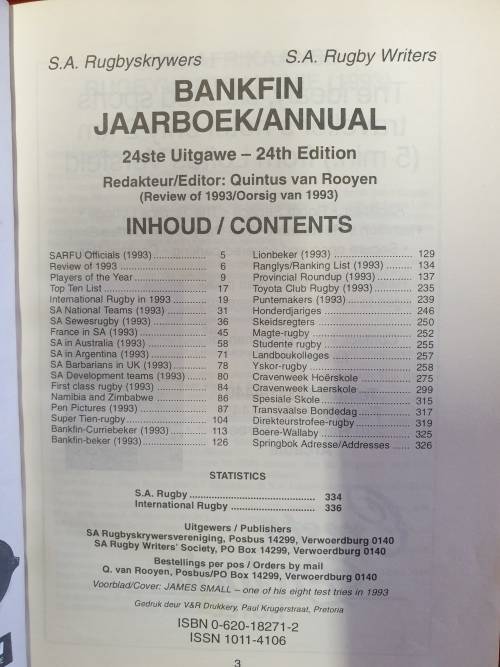 S.A. Rugbyskrywers S.A. Rugby Writers
BANKFIN
JAARBOEK/ANNUAL
24ste Uitgawe – 24th Edition
Redakteur/Editor: Quintus van Rooyen
(Review of 1993/Oorsig van 1993)
INHOUD / CONTENTS
SARFU Officials (1993) .................... 5
Review of 1993 .................... 6
Players of the Year .................... 9
Top Ten List .................... 17
International Rugby in 1993 .................... 19
SA National Teams (1993) .................... 31
SA Sewesrugby (1993) .................... 36
France in SA (1993) .................... 45
SA in Australia (1993) .................... 58
SA in Argentina (1993) .................... 71
SA Barbarians in UK (1993) .................... 78
SA Development teams (1993) .................... 80
First class rugby (1993) .................... 84
Namibia and Zimbabwe .................... 86
Pen Pictures (1993) .................... 87
Super Tien-rugby .................... 104
Bankfin-Curriebeker (1993) .................... 113
Bankfin-beker (1993) .................... 126
Lionbeker (1993) .................... 129
Ranglys/Ranking List (1993) .................... 134
Provincial Roundup (1993) .................... 137
Toyota Club Rugby (1993) .................... 235
Puntemakers (1993) .................... 239
Honderdjariges .................... 246
Skeidsregters .................... 250
Magte-rugby .................... 252
Studente rugby .................... 255
Landboukolleges .................... 257
Yskor-rugby .................... 258
Cravenweek Hoërskole .................... 275
Cravenweek Laerskole .................... 299
Spesiale Skole .................... 315
Transvaalse Bondedag .................... 317
Direkteurstrofee-rugby .................... 319
Boere-Wallaby .................... 325
Springbok Adresse/Addresses .................... 326
STATISTICS
S.A. Rugby .................... 334
International Rugby .................... 336
Uitgewers / Publishers
SA Rugbyskrywersvereniging, Posbus 14299, Verwoerdburg 0140
SA Rugby Writers' Society, PO Box 14299, Verwoerdburg 0140
Bestellings per pos / Orders by mail
Q. van Rooyen, Posbus/PO Box 14299, Verwoerdburg 0140
Voorblad/Cover: JAMES SMALL – one of his eight test tries in 1993
Gedruk deur V&R Drukkery, Paul Krugerstraat, Pretoria
ISBN 0-620-18271-2
ISSN 1011-4106
3